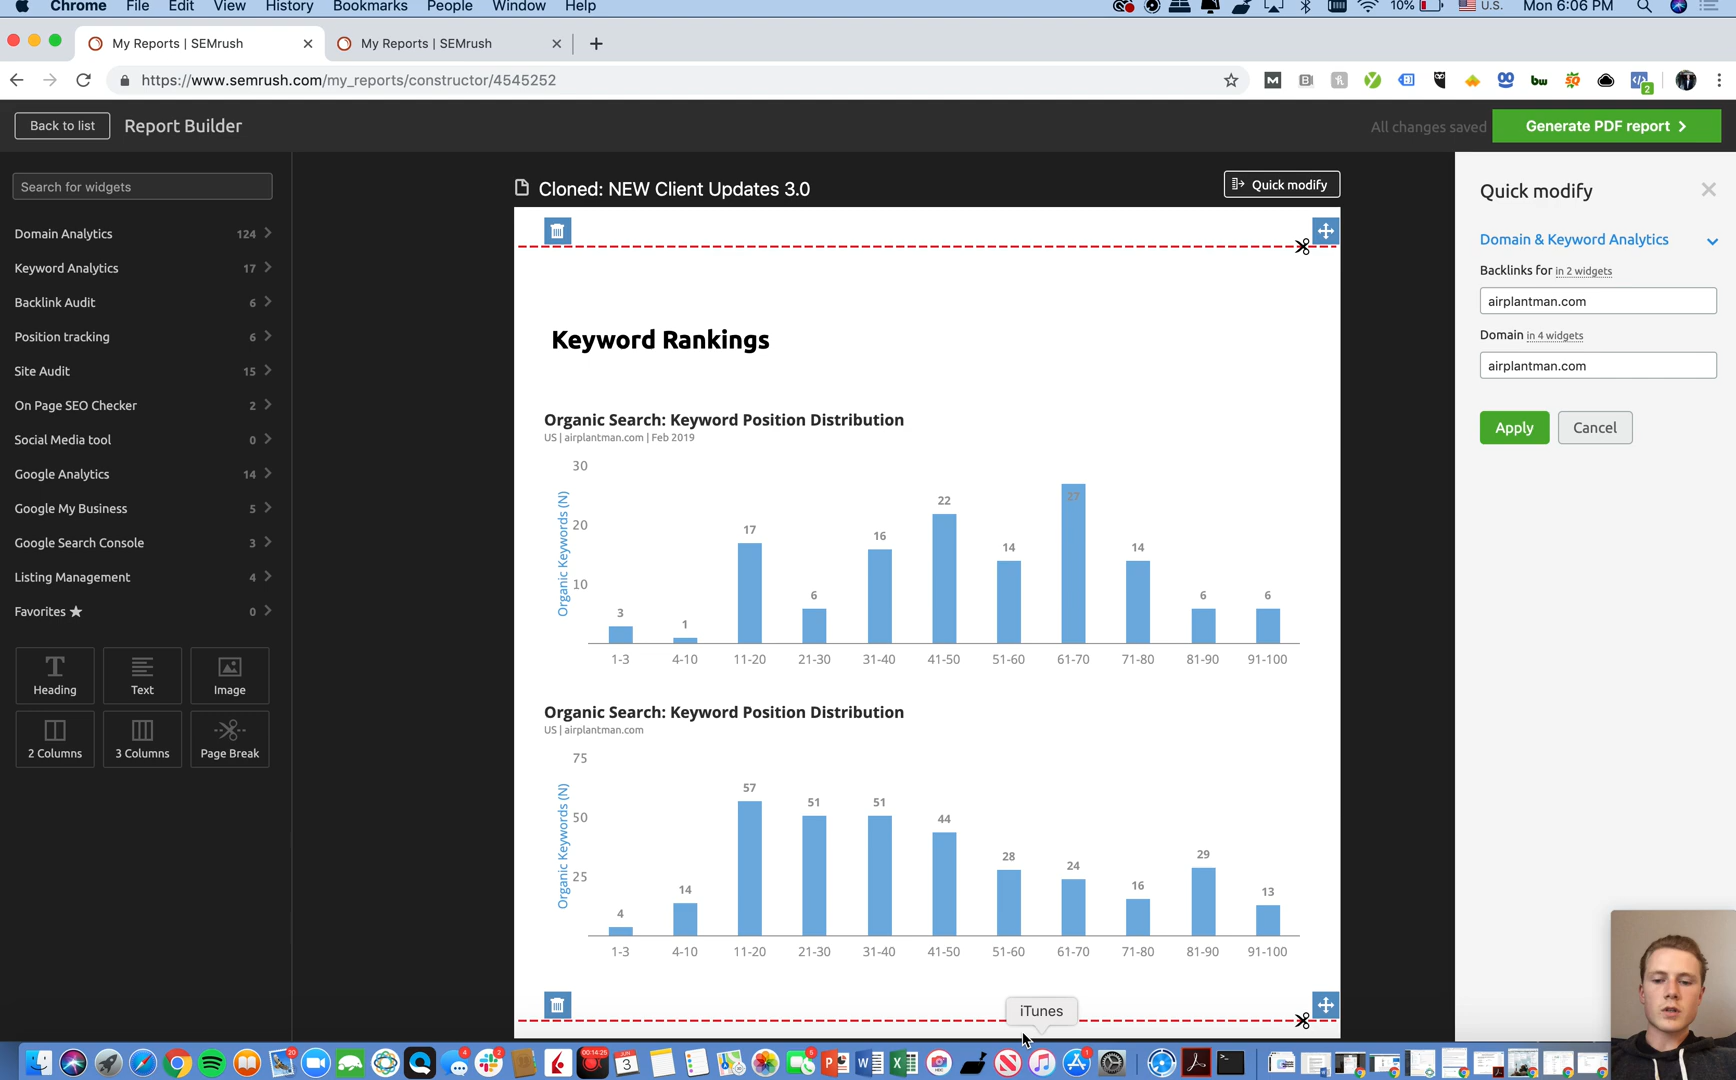 Chrome File Edit View History Bookmarks People Window Help 10% U.S. Mon 6:06 PM
My Reports | SEMrush
My Reports | SEMrush
https://www.semrush.com/my_reports/constructor/4545252
Back to list
Report Builder
All changes saved
Generate PDF report
Search for widgets
Domain Analytics 124
Keyword Analytics 17
Backlink Audit 6
Position tracking 6
Site Audit 15
On Page SEO Checker 2
Social Media tool 0
Google Analytics 14
Google My Business 5
Google Search Console 3
Listing Management 4
Favorites 0
Heading
Text
Image
2 Columns
3 Columns
Page Break
Cloned: NEW Client Updates 3.0
Quick modify
Keyword Rankings
Organic Search: Keyword Position Distribution
US | airplantman.com | Feb 2019
Organic Keywords (N)
30
20
10
3 1 17 6 16 22 14 27 14 6 6
1-3 4-10 11-20 21-30 31-40 41-50 51-60 61-70 71-80 81-90 91-100
Organic Search: Keyword Position Distribution
US | airplantman.com
Organic Keywords (N)
75
50
25
4 14 57 51 51 44 28 24 16 29 13
1-3 4-10 11-20 21-30 31-40 41-50 51-60 61-70 71-80 81-90 91-100
iTunes
Quick modify
Domain & Keyword Analytics
Backlinks for in 2 widgets
airplantman.com
Domain in 4 widgets
airplantman.com
Apply
Cancel